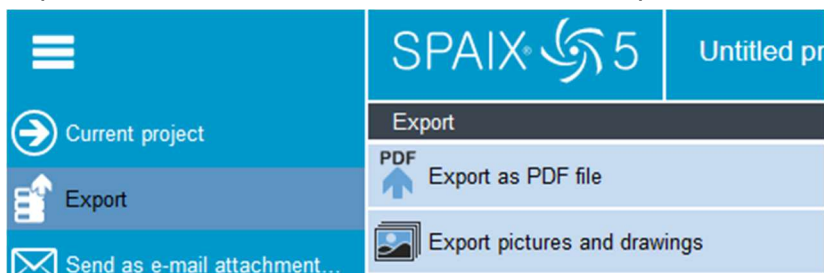 SPAIX® 5
Untitled pr
Current project
Export
Export
PDF
Export as PDF file
Export pictures and drawings
Send as e-mail attachment...